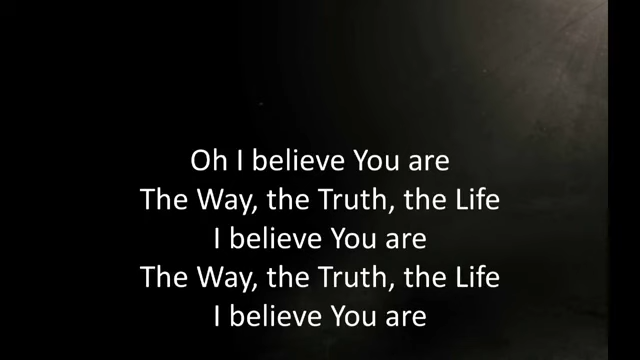 Oh I believe You are
The Way, the Truth, the Life
I believe You are
The Way, the Truth, the Life
I believe You are